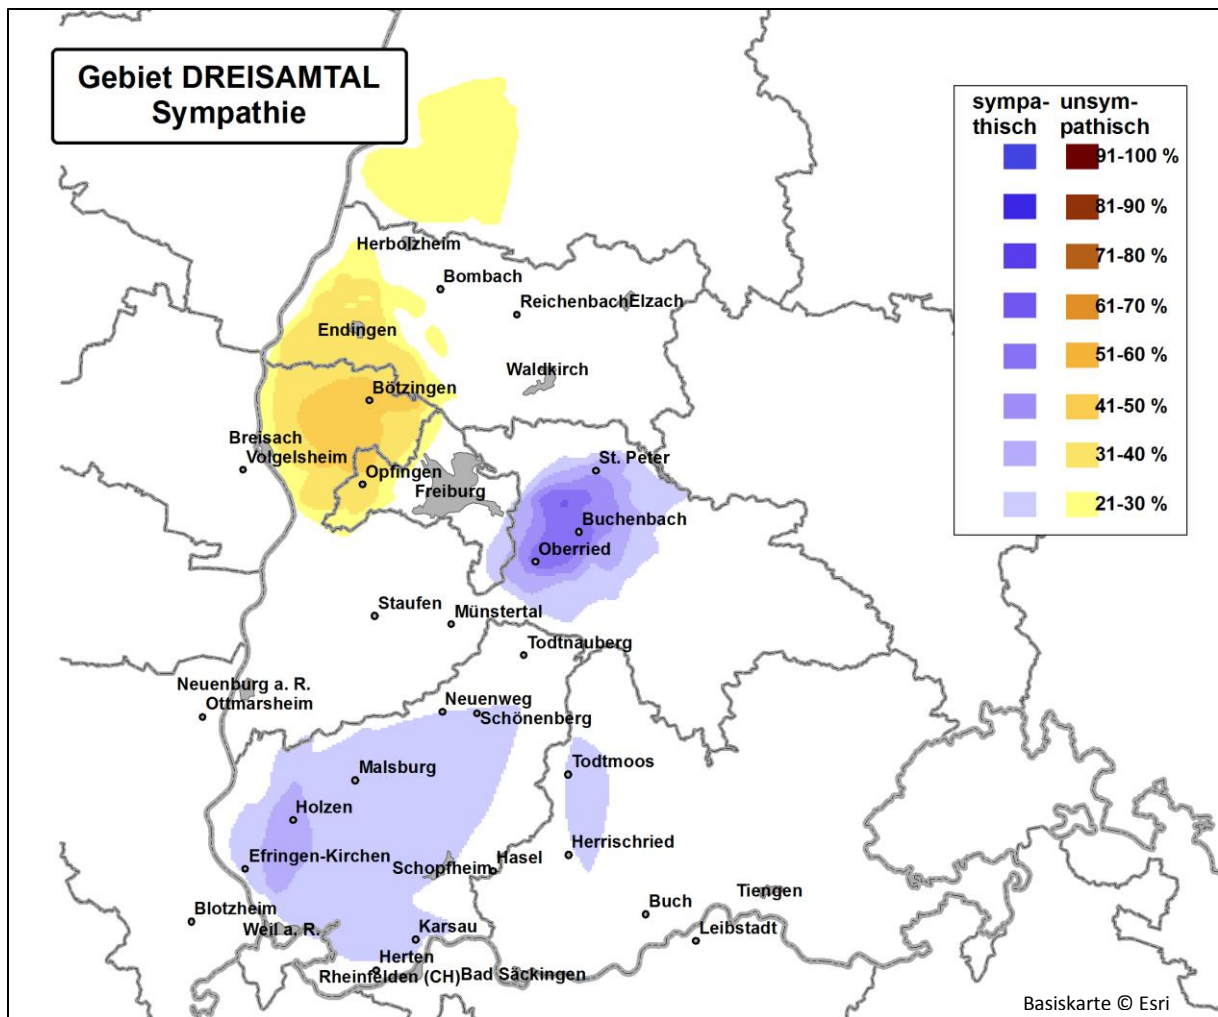 Gebiet DREISAMTAL
Sympathie
sympa-
thisch
unsym-
pathisch
91-100 %
81-90 %
71-80 %
61-70 %
51-60 %
41-50 %
31-40 %
21-30 %
Herbolzheim
Bombach
Reichenbach
Elzach
Endingen
Waldkirch
Bötzingen
Breisach
Volgelsheim
St. Peter
Opfingen
Freiburg
Buchenbach
Oberried
Staufen
Münstertal
Todtnauberg
Neuenburg a. R.
Ottmarsheim
Neuenweg
Schönenberg
Malsburg
Todtmoos
Holzen
Efringen-Kirchen
Schopfheim
Hasel
Herrischried
Blotzheim
Weil a. R.
Buch
Tiengen
Karsau
Leibstadt
Herten
Rheinfelden (CH)
Bad Säckingen
Basiskarte © Esri